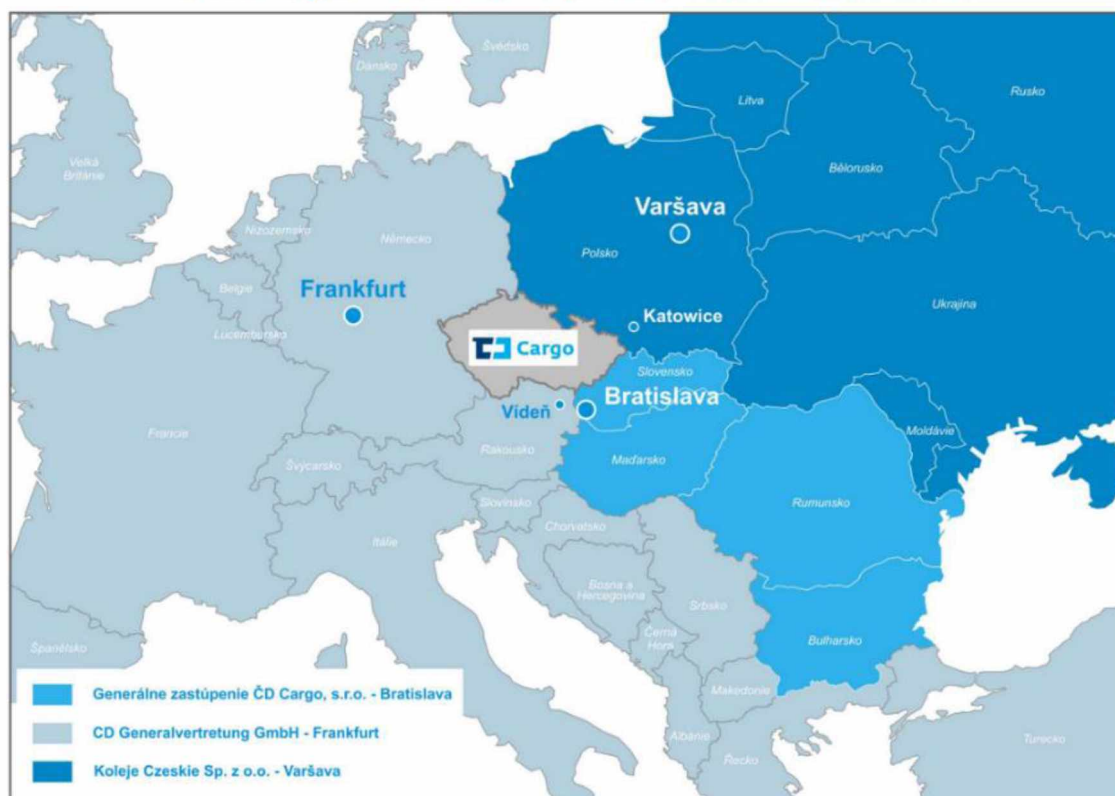 Švédsko
Dánsko
Rusko
Litva
Velká
Británie
Bělorusko
Varšava
Nizozemsko
Německo
Polsko
Frankfurt
Ukrajina
Belgie
Katowice
Lucembursko
Cargo
Slovensko
Bratislava
Vídeň
Francie
Moldávie
Rakousko
Maďarsko
Švýcarsko
Slovinsko
Rumunsko
Chorvatsko
Itálie
Bosna a
Hercegovina
Srbsko
Černá
Hora
Bulharsko
Španělsko
Makedonie
Albánie
Řecko
Turecko
Generálne zastúpenie ČD Cargo, s.r.o. - Bratislava
CD Generalvertretung GmbH - Frankfurt
Koleje Czeskie Sp. z o.o. - Varšava